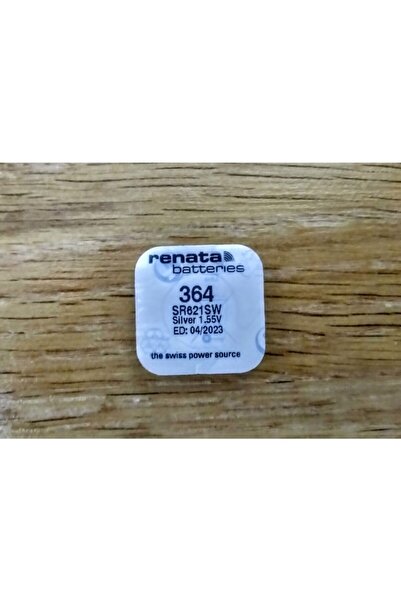 renata
batteries
364
SR621SW
Silver 1.55V
ED: 04/2023
the swiss power source